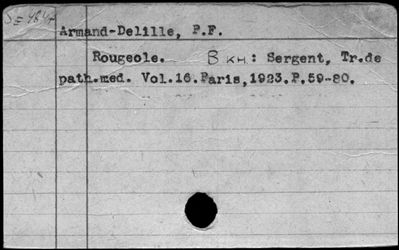 Armand-Delille, P.F.
Rougeole. В кн: Sergent, Tr.de
path.med. Vol.16.Paris,1923.P.59-80.